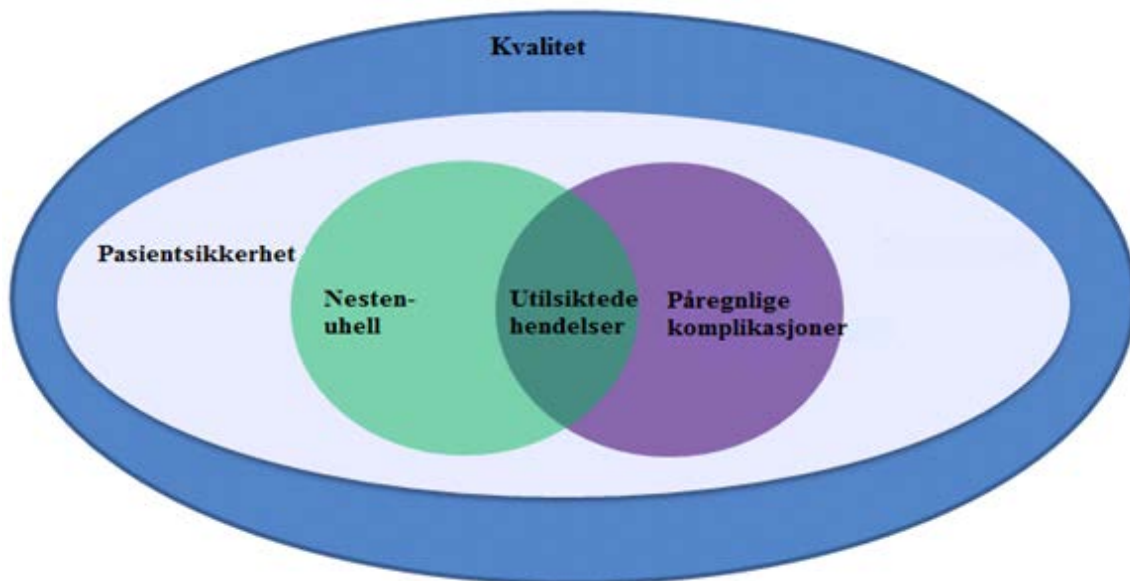 Kvalitet
Pasientsikkerhet
Nesten-
uhell
Utilsiktede
hendelser
Påregnlige
komplikasjoner